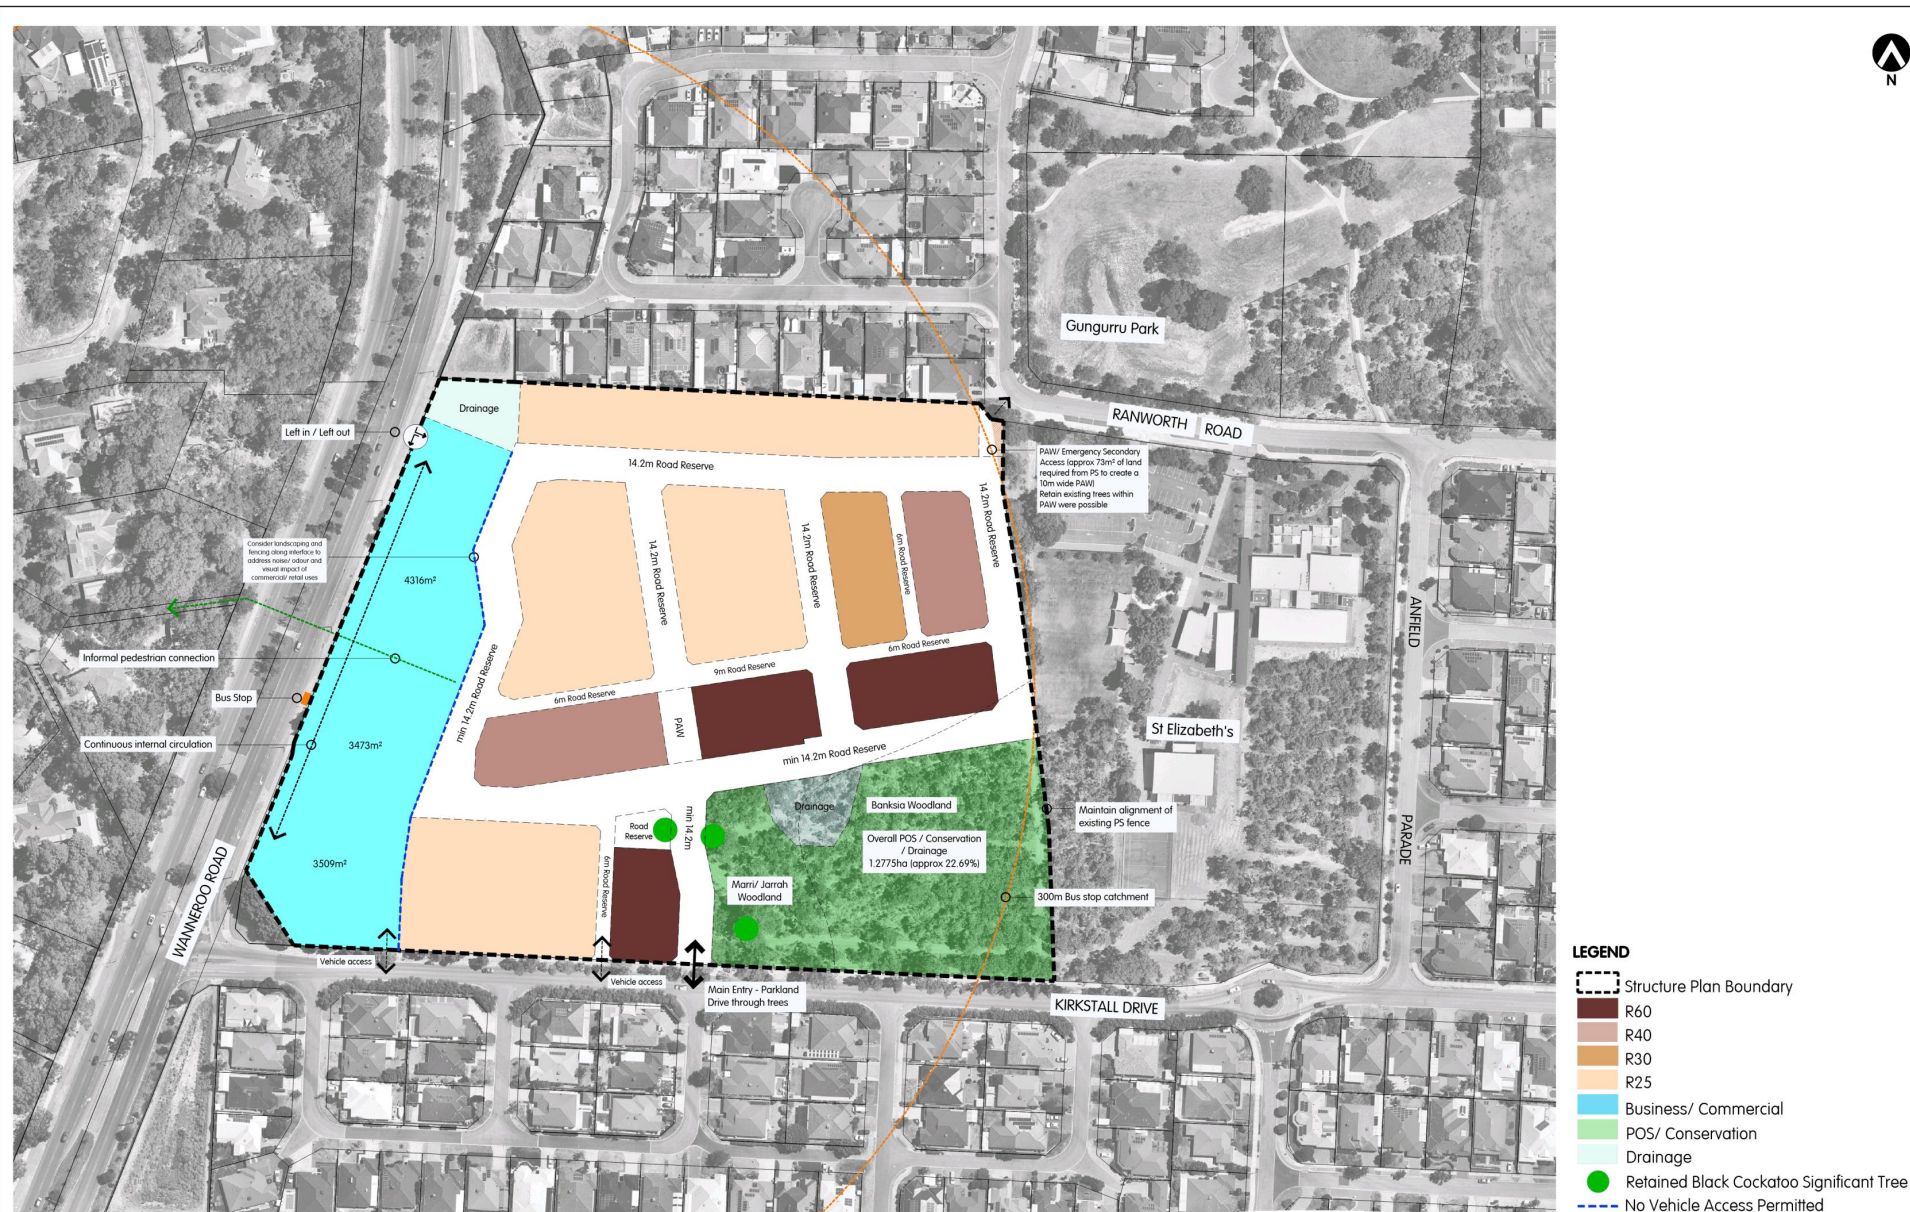 N
Gungurru Park
RANWORTH ROAD
Drainage
Left in / Left out
14.2m Road Reserve
PAW/ Emergency Secondary
Access (approx 73m² of land
required from PS to create a
10m wide PAW)
Retain existing trees within
PAW were possible
14.2m Road Reserve
14.2m Road Reserve
14.2m Road Reserve
6m Road Reserve
Consider landscaping and
fencing along interface to
address noise/ odour and
visual impact of
commercial/ retail uses
4316m²
ANFIELD
PARADE
6m Road Reserve
Informal pedestrian connection
min 14.2m Road Reserve
9m Road Reserve
6m Road Reserve
Bus Stop
PAW
St Elizabeth's
Continuous internal circulation
3473m²
min 14.2m Road Reserve
Drainage
Banksia Woodland
Maintain alignment of
existing PS fence
Road
Reserve
min 14.2m
Overall POS / Conservation
/ Drainage
1.2775ha (approx 22.69%)
3509m²
6m Road Reserve
Marri/ Jarrah
Woodland
300m Bus stop catchment
WANNEROO ROAD
Vehicle access
Vehicle access
Main Entry - Parkland
Drive through trees
KIRKSTALL DRIVE
LEGEND
Structure Plan Boundary
R60
R40
R30
R25
Business/ Commercial
POS/ Conservation
Drainage
Retained Black Cockatoo Significant Tree
No Vehicle Access Permitted